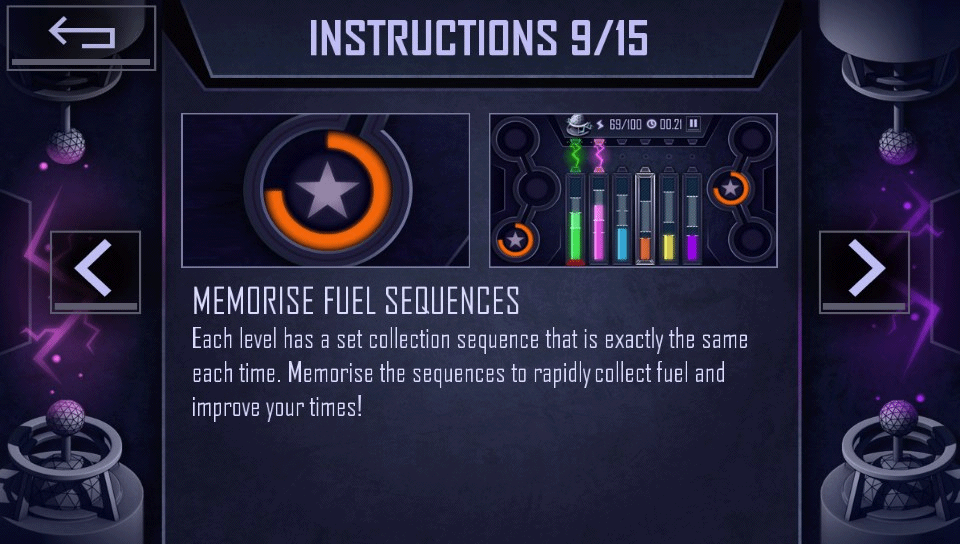 INSTRUCTIONS 9/15
69/100 00.21
MEMORISE FUEL SEQUENCES
Each level has a set collection sequence that is exactly the same
each time. Memorise the sequences to rapidly collect fuel and
improve your times!